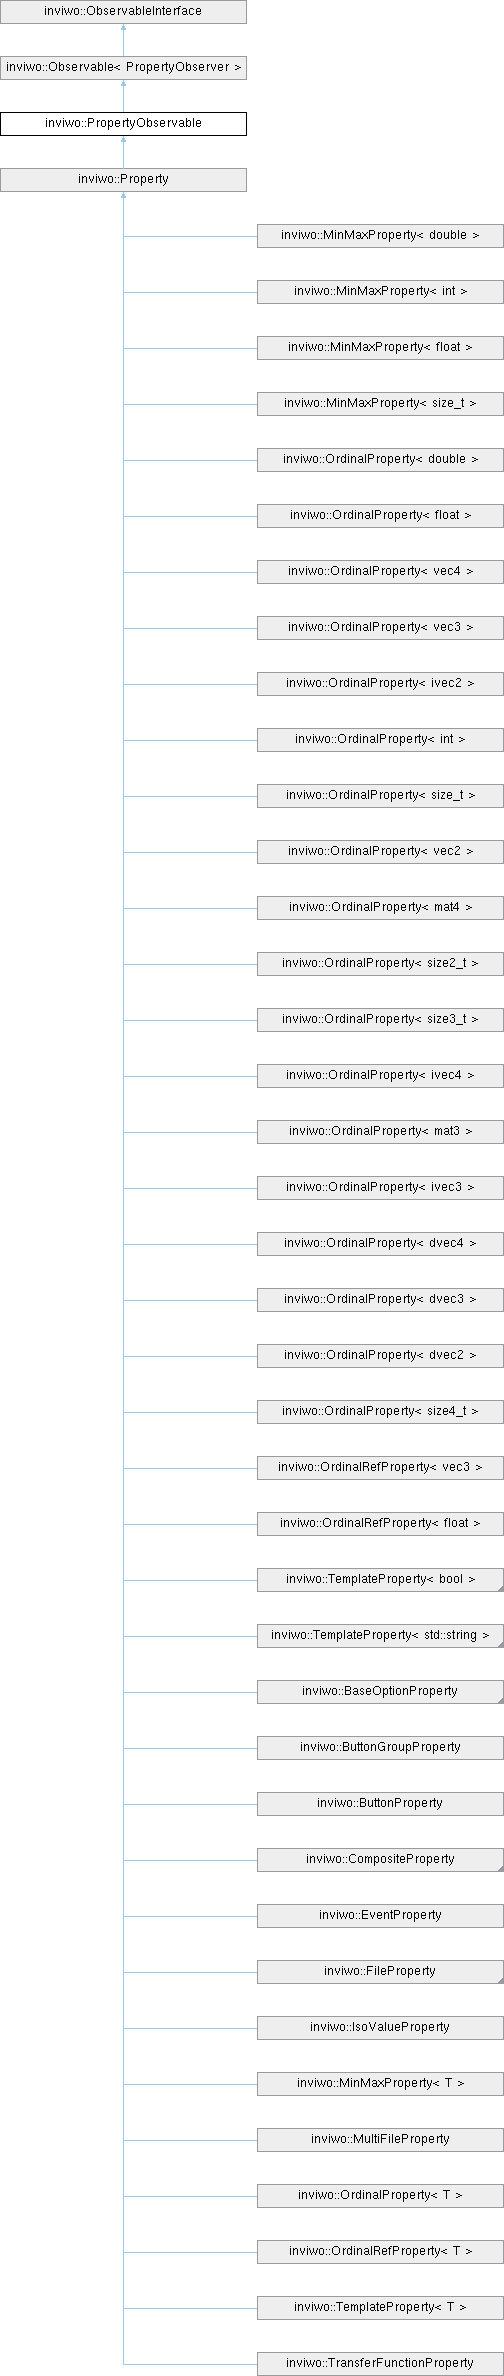 inviwo::ObservableInterface
inviwo::Observable< PropertyObserver >
inviwo::PropertyObservable
inviwo::Property
inviwo::MinMaxProperty< double >
inviwo::MinMaxProperty< int >
inviwo::MinMaxProperty< float >
inviwo::MinMaxProperty< size_t >
inviwo::OrdinalProperty< double >
inviwo::OrdinalProperty< float >
inviwo::OrdinalProperty< vec4 >
inviwo::OrdinalProperty< vec3 >
inviwo::OrdinalProperty< ivec2 >
inviwo::OrdinalProperty< int >
inviwo::OrdinalProperty< size_t >
inviwo::OrdinalProperty< vec2 >
inviwo::OrdinalProperty< mat4 >
inviwo::OrdinalProperty< size2_t >
inviwo::OrdinalProperty< size3_t >
inviwo::OrdinalProperty< ivec4 >
inviwo::OrdinalProperty< mat3 >
inviwo::OrdinalProperty< ivec3 >
inviwo::OrdinalProperty< dvec4 >
inviwo::OrdinalProperty< dvec3 >
inviwo::OrdinalProperty< dvec2 >
inviwo::OrdinalProperty< size4_t >
inviwo::OrdinalRefProperty< vec3 >
inviwo::OrdinalRefProperty< float >
inviwo::TemplateProperty< bool >
inviwo::TemplateProperty< std::string >
inviwo::BaseOptionProperty
inviwo::ButtonGroupProperty
inviwo::ButtonProperty
inviwo::CompositeProperty
inviwo::EventProperty
inviwo::FileProperty
inviwo::IsoValueProperty
inviwo::MinMaxProperty< T >
inviwo::MultiFileProperty
inviwo::OrdinalProperty< T >
inviwo::OrdinalRefProperty< T >
inviwo::TemplateProperty< T >
inviwo::TransferFunctionProperty